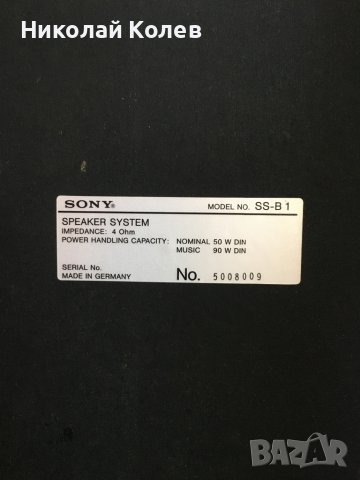 Николай Колев
SONY® MODEL NO. SS-B 1
SPEAKER SYSTEM
IMPEDANCE: 4 Ohm
POWER HANDLING CAPACITY: NOMINAL 50 W DIN
MUSIC 90 W DIN
SERIAL No.
MADE IN GERMANY No. 5008009
BAZAR